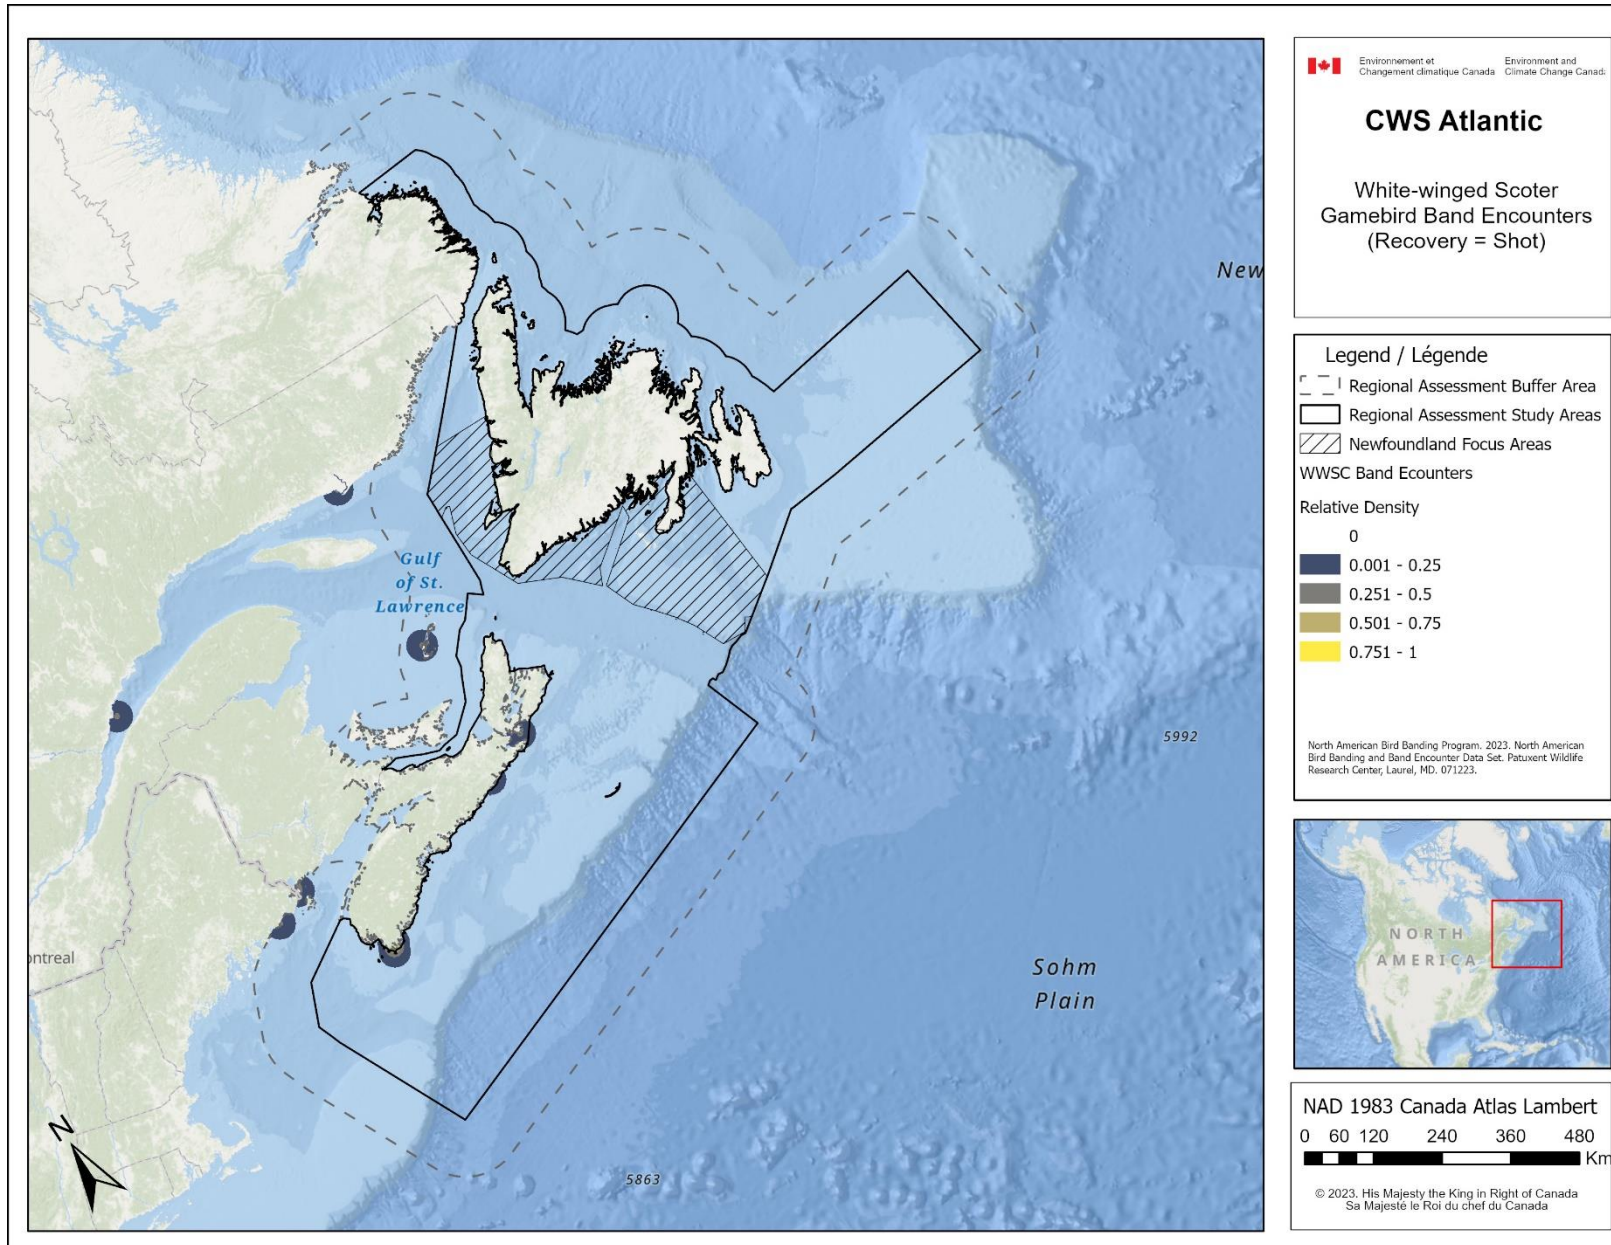 New
Gulf
of St.
Lawrence
5992
ontreal
Sohm
Plain
5863
N
Environnement et
Changement climatique Canada
Environment and
Climate Change Canada
CWS Atlantic
White-winged Scoter
Gamebird Band Encounters
(Recovery = Shot)
Legend / Légende
Regional Assessment Buffer Area
Regional Assessment Study Areas
Newfoundland Focus Areas
WWSC Band Ecounters
Relative Density
0
0.001 - 0.25
0.251 - 0.5
0.501 - 0.75
0.751 - 1
North American Bird Banding Program. 2023. North American
Bird Banding and Band Encounter Data Set. Patuxent Wildlife
Research Center, Laurel, MD. 071223.
NORTH
AMERICA
NAD 1983 Canada Atlas Lambert
0 60 120 240 360 480
Km
© 2023. His Majesty the King in Right of Canada
Sa Majesté le Roi du chef du Canada